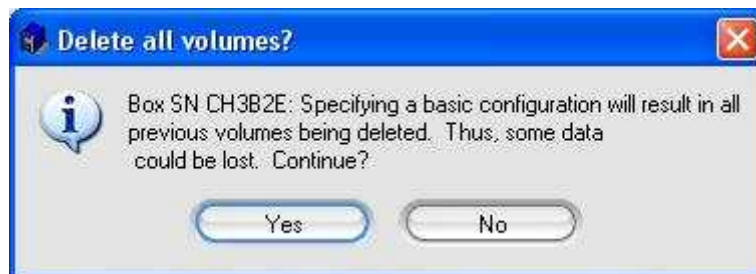 Delete all volumes?
Box SN CH3B2E: Specifying a basic configuration will result in all
previous volumes being deleted. Thus, some data
could be lost. Continue?
Yes
No